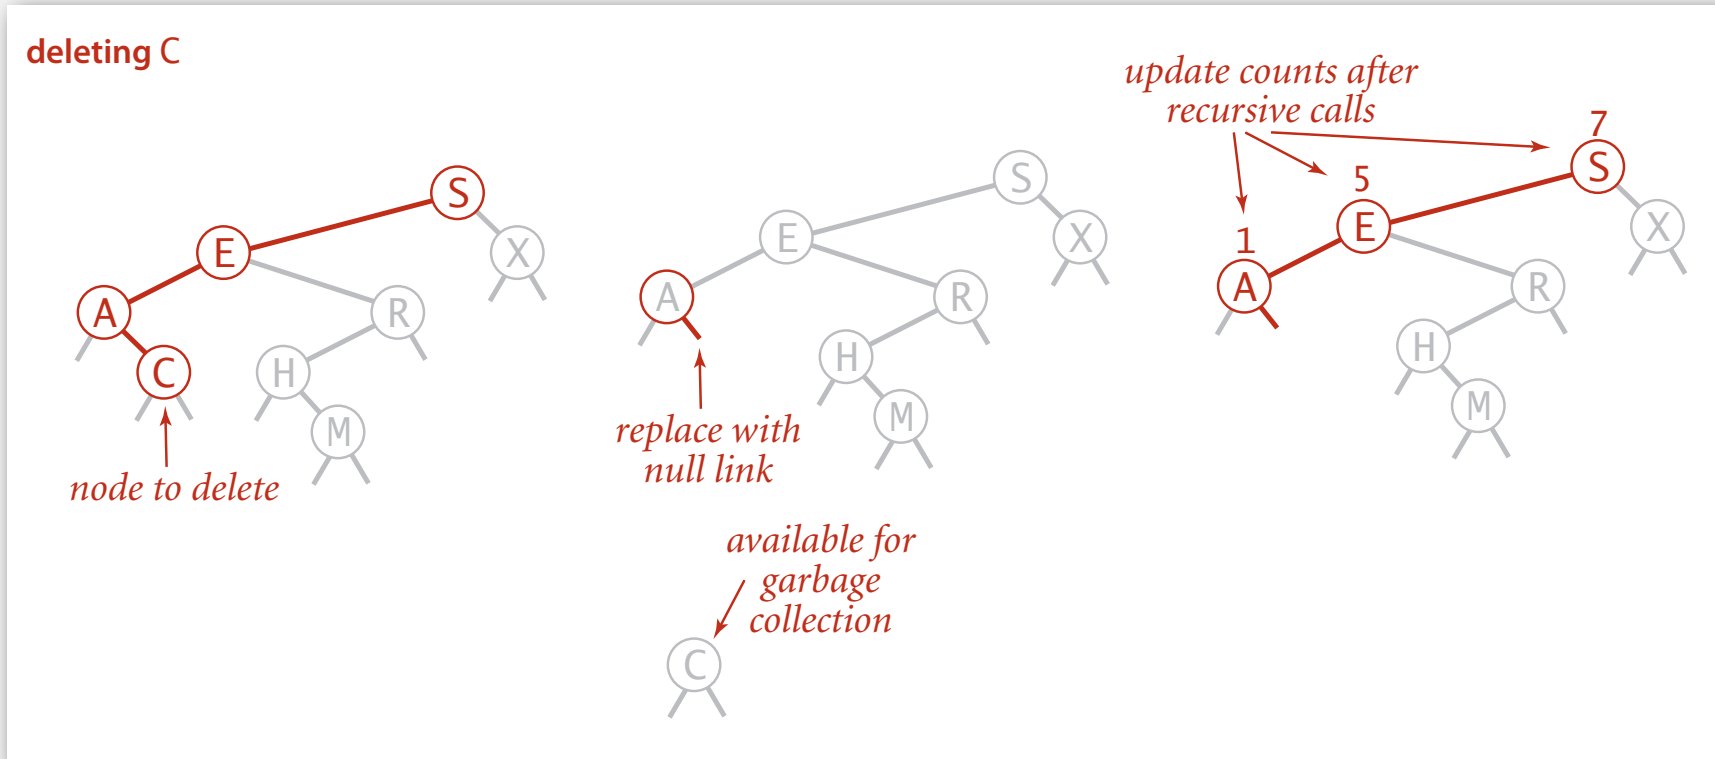 deleting C
S
E
X
A
R
C
H
M
node to delete
S
E
X
A
R
H
M
replace with
null link
available for
garbage
collection
C
update counts after
recursive calls
7
S
5
E
X
1
A
R
H
M